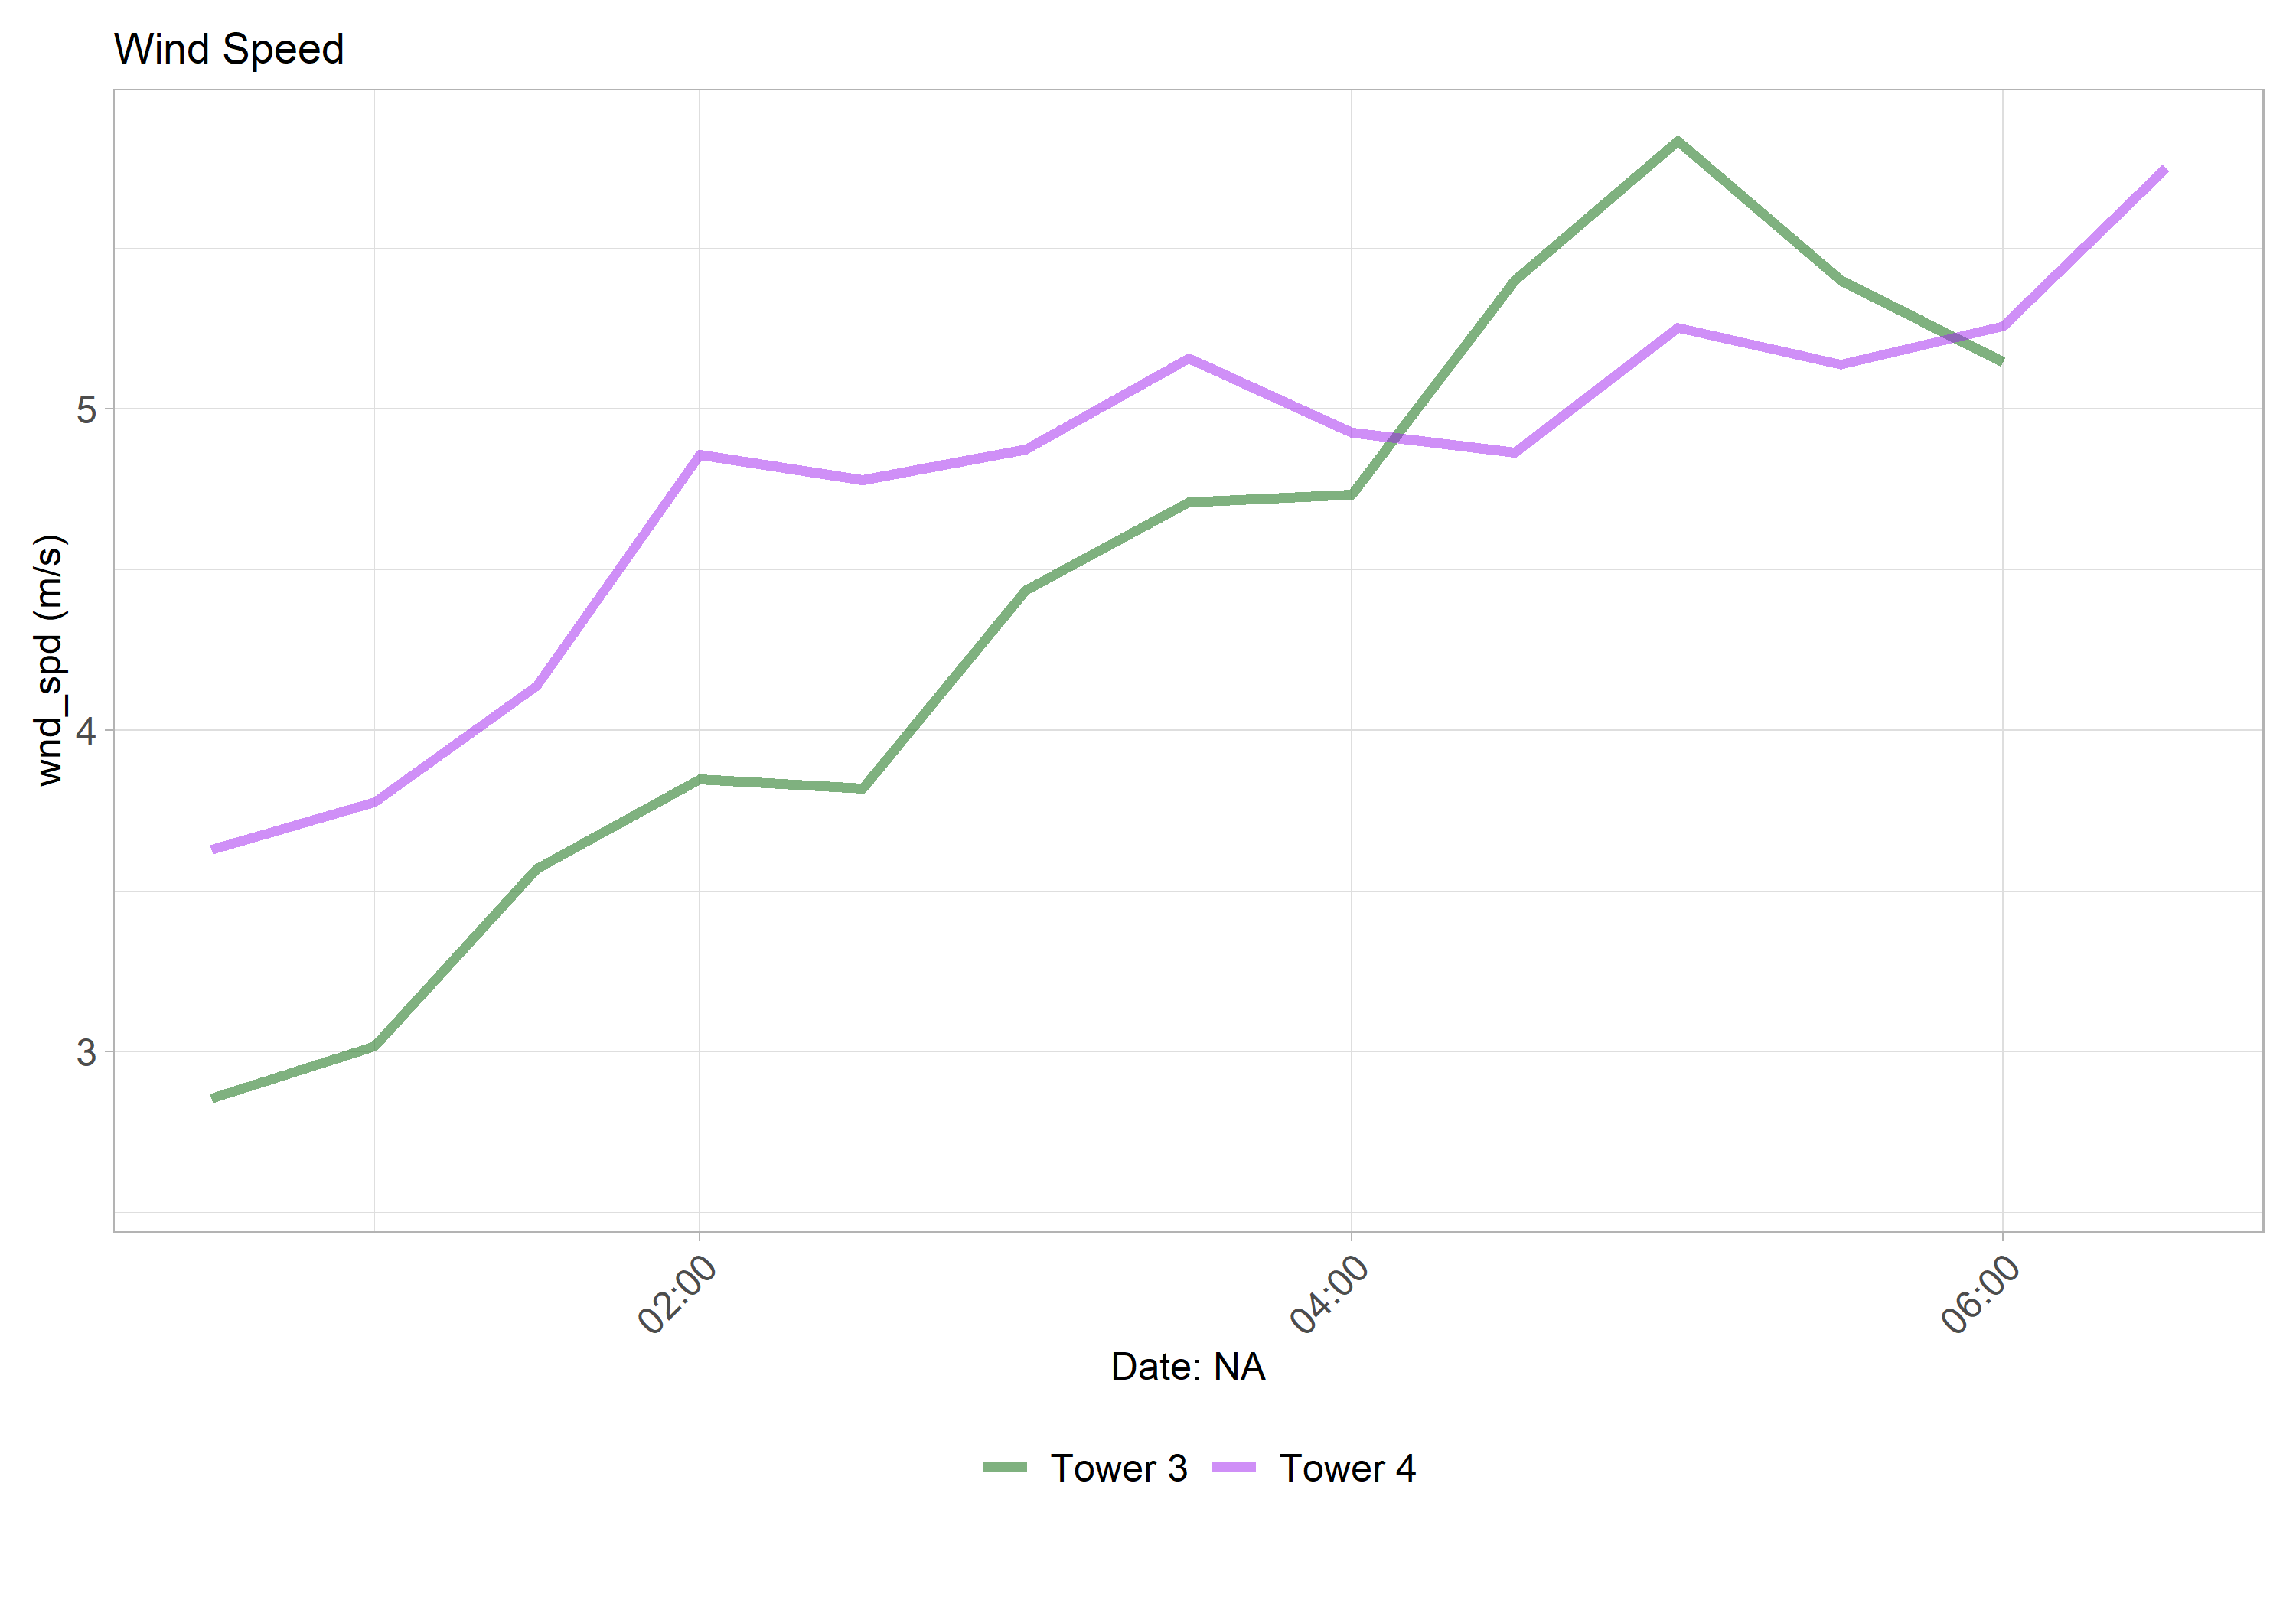 Wind Speed
wnd_spd (m/s)
5
4
3
02:00 04:00 06:00
Date: NA
Tower 3 Tower 4